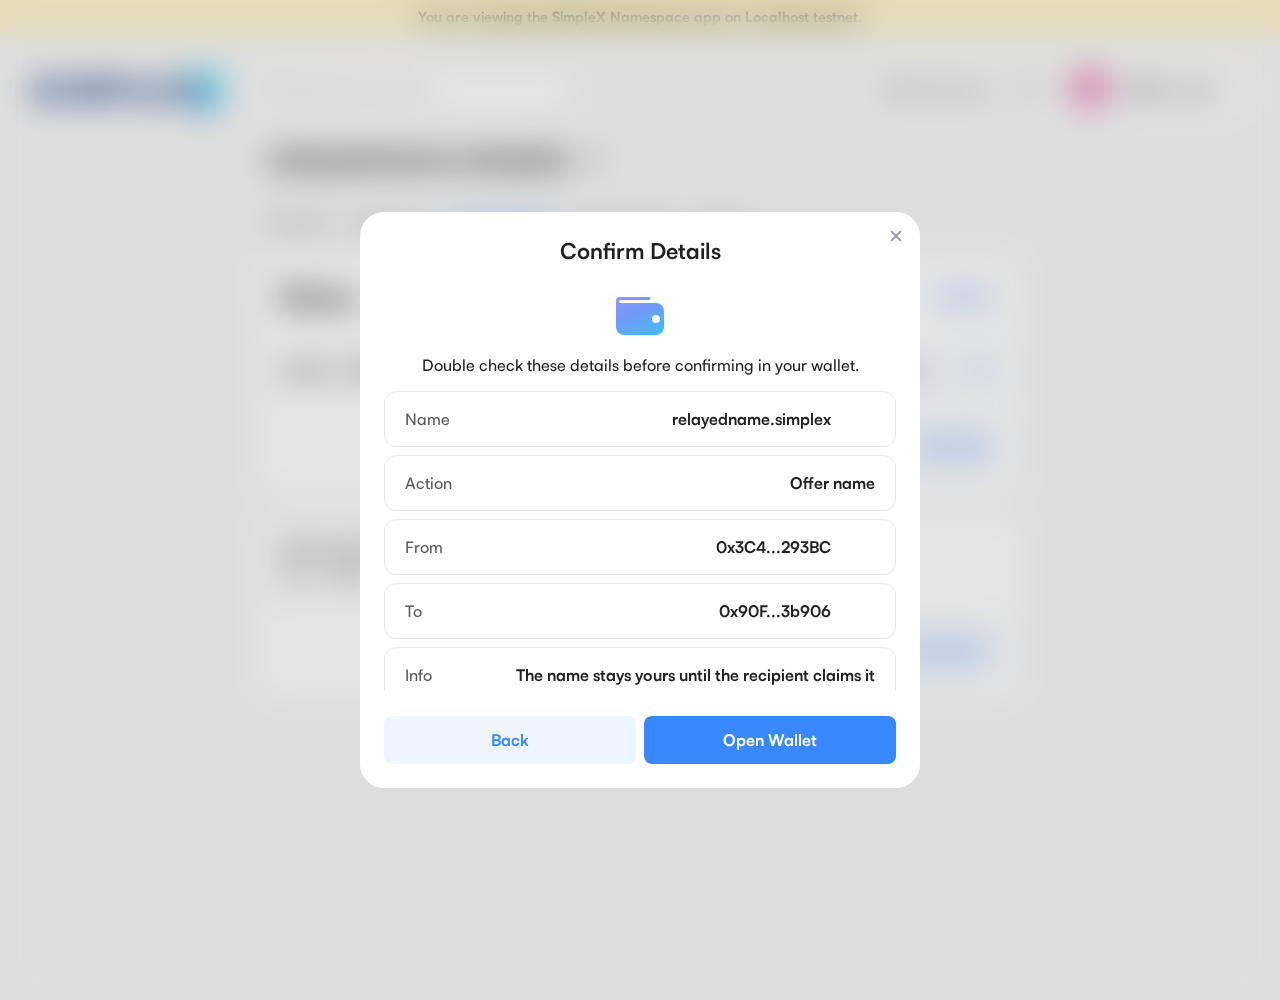 You are viewing the SimpleX Namespace app on Localhost testnet.
Confirm Details
Double check these details before confirming in your wallet.
Name relayedname.simplex
Action Offer name
From 0x3C4...293BC
To 0x90F...3b906
Info The name stays yours until the recipient claims it
Back Open Wallet